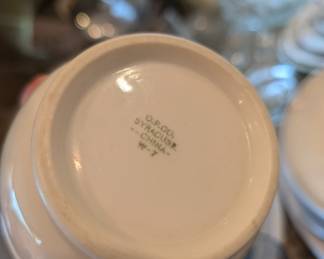 O.P.CO.
SYRACUSE
- CHINA -
W-7